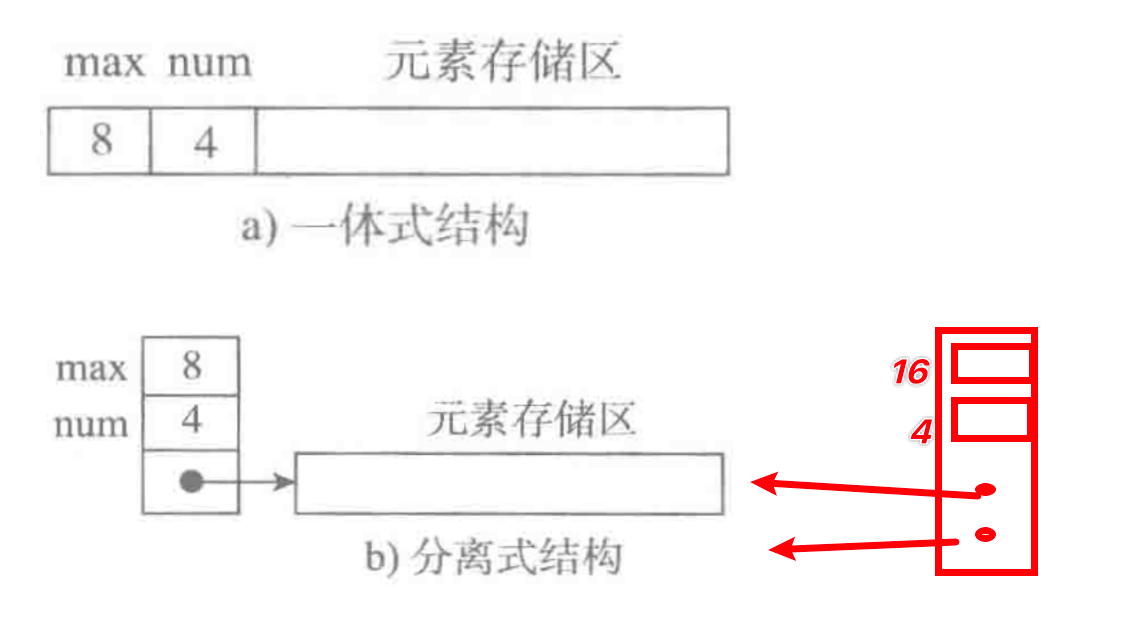 max num 元素存储区
8 4
a) 一体式结构
max 8
num 4
元素存储区
b) 分离式结构
16
4